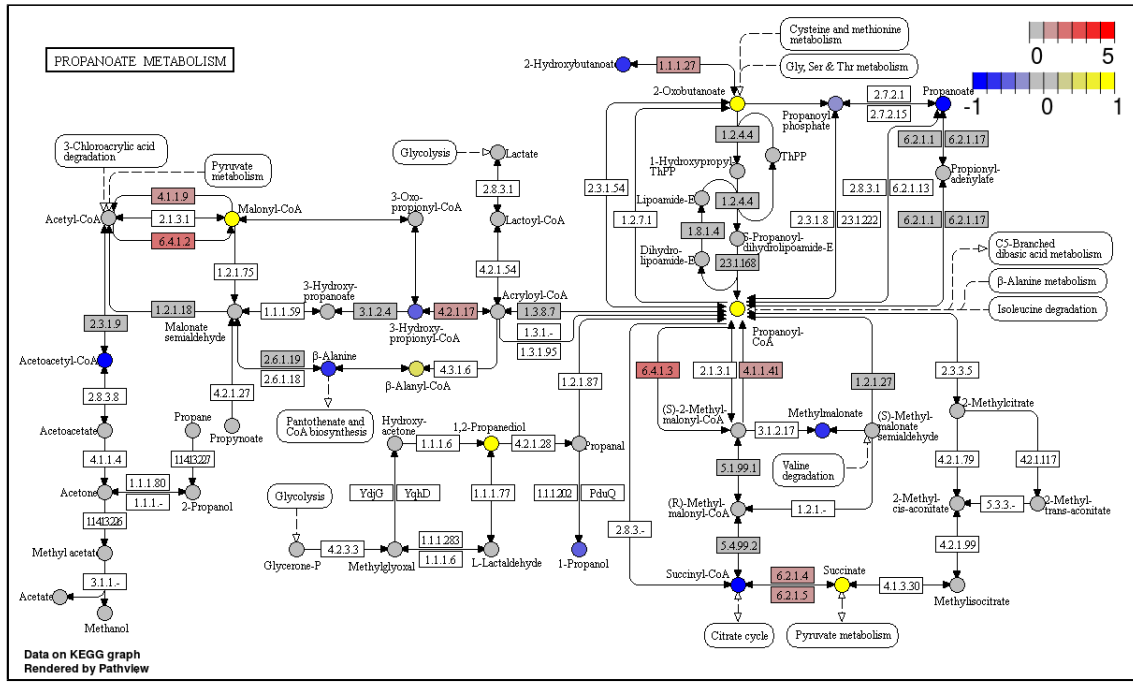 PROPANOATE METABOLISM
Cysteine and methionine
metabolism
Gly, Ser & Thr metabolism
0
5
-1
0
1
2-Hydroxybutanoate
1.1.1.27
2-Oxobutanoate
Propanoyl
phosphate
2.7.2.1
2.7.2.15
Propanoate
1.2.4.4
6.2.1.1
6.2.1.17
ThPP
1-Hydroxypropyl-
ThPP
Propionyl-
adenylate
2.3.1.54
2.8.3.1
6.2.1.13
Lipoamide-E
1.2.4.4
1.2.7.1
2.3.1.8
2.3.1.222
6.2.1.1
6.2.1.17
1.8.1.4
S-Propanoyl-
dihydrolipoamide-E
Dihydro-
lipoamide-E
2.3.1.168
C5-Branched
dibasic acid metabolism
β-Alanine metabolism
Isoleucine degradation
3-Chloroacrylic acid
degradation
Pyruvate
metabolism
Glycolysis
Lactate
2.8.3.1
4.1.1.9
Acetyl-CoA
2.1.3.1
Malonyl-CoA
6.4.1.2
3-Oxo-
propionyl-CoA
Lactoyl-CoA
1.2.1.75
4.2.1.54
3-Hydroxy-
propanoate
Acryloyl-CoA
1.2.1.18
Malonate
semialdehyde
1.1.1.59
3.1.2.4
3-Hydroxy-
propionyl-CoA
4.2.1.17
1.3.8.7
1.3.1.-
1.3.1.95
Propanoyl-
CoA
2.3.1.9
Acetoacetyl-CoA
2.6.1.19
2.6.1.18
β-Alanine
β-Alanyl-CoA
4.3.1.6
1.2.1.87
6.4.1.3
2.1.3.1
4.1.1.41
1.2.1.27
2.3.3.5
2.8.3.8
4.2.1.27
Pantothenate and
CoA biosynthesis
Acetoacetate
Propane
Propynoate
Hydroxy-
acetone
1,2-Propanediol
1.1.1.6
4.2.1.28
Propanal
(S)-2-Methyl-
malonyl-CoA
3.1.2.17
Methylmalonate
(S)-Methyl-
malonate
semialdehyde
2-Methylcitrate
4.1.1.4
1.14.13.227
Valine
degradation
5.1.99.1
4.2.1.79
4.2.1.117
Acetone
1.1.1.80
1.1.1.-
2-Propanol
Glycolysis
YdjG
YqhD
1.1.1.77
1.1.1.202
PduQ
(R)-Methyl-
malonyl-CoA
1.2.1.-
2-Methyl-
cis-aconitate
5.3.3.-
2-Methyl-
trans-aconitate
1.14.13.226
2.8.3.-
5.4.99.2
4.2.1.99
Methyl acetate
Glycerone-P
4.2.3.3
Methylglyoxal
1.1.1.283
1.1.1.6
L-Lactaldehyde
1-Propanol
3.1.1.-
Acetate
Methanol
Succinyl-CoA
6.2.1.4
6.2.1.5
Succinate
4.1.3.30
Methylisocitrate
Citrate cycle
Pyruvate metabolism
Data on KEGG graph
Rendered by Pathview